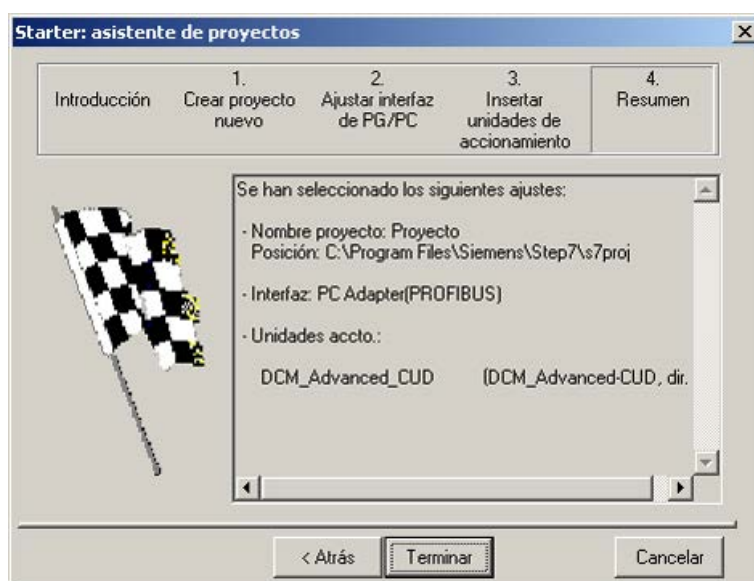 Starter: asistente de proyectos
Introducción
1.
Crear proyecto
nuevo
2.
Ajustar interfaz
de PG/PC
3.
Insertar
unidades de
accionamiento
4.
Resumen
Se han seleccionado los siguientes ajustes:
- Nombre proyecto: Proyecto
Posición: C:\Program Files\Siemens\Step7\s7proj
- Interfaz: PC Adapter(PROFIBUS)
- Unidades accto.:
DCM_Advanced_CUD (DCM_Advanced-CUD, dir.
< Atrás
Terminar
Cancelar